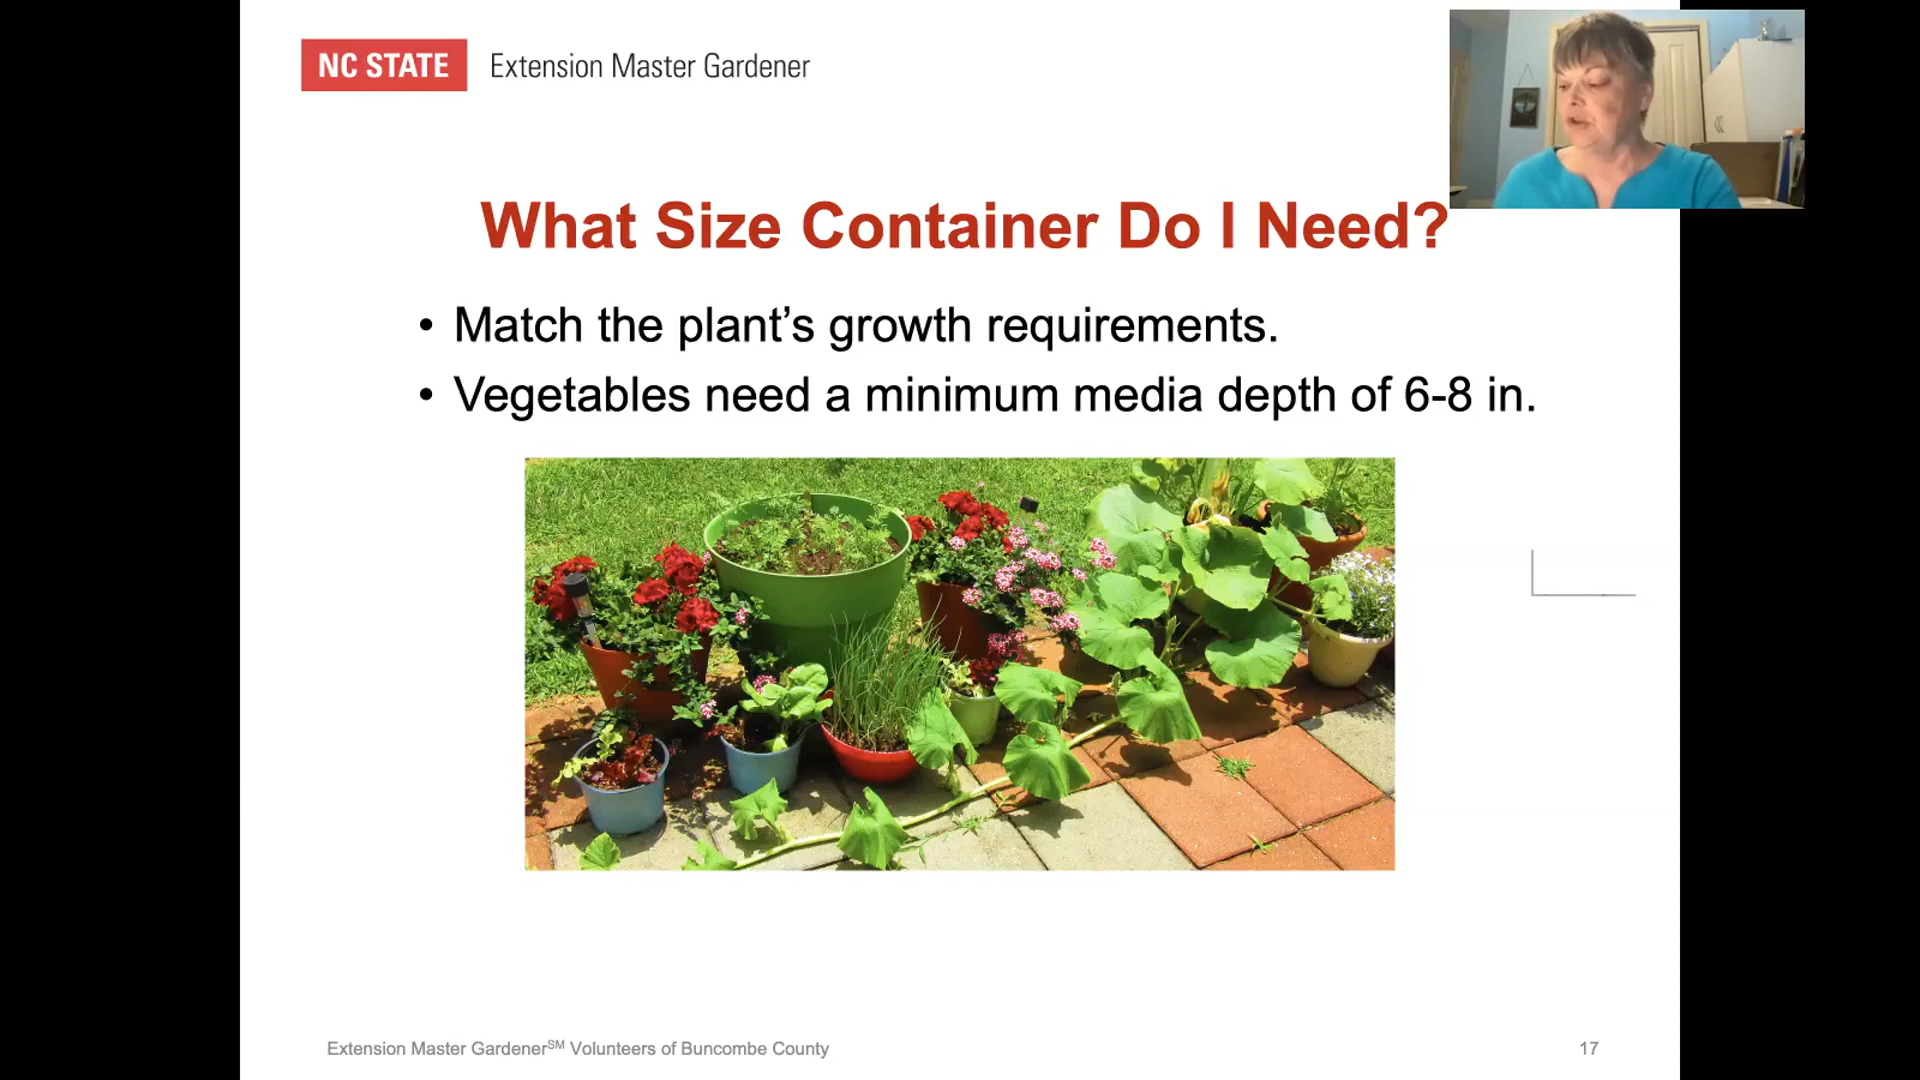 NC STATE Extension Master Gardener
What Size Container Do I Need?
• Match the plant’s growth requirements.
• Vegetables need a minimum media depth of 6-8 in.
Extension Master Gardener℠ Volunteers of Buncombe County 17